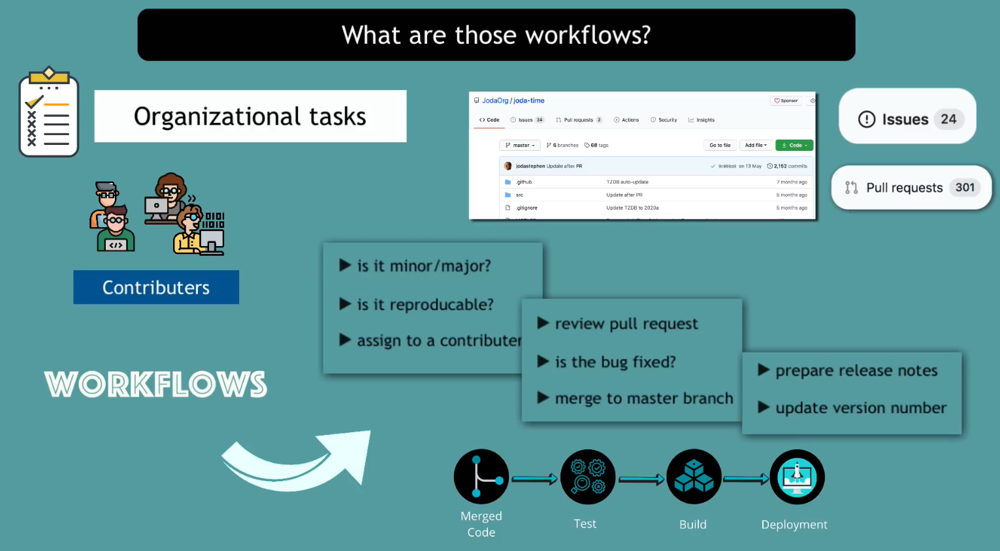 What are those workflows?
Organizational tasks
JodaOrg / joda-time
Sponsor
Code
Issues 24
Pull requests 2
Actions
Security
Insights
master
6 branches
68 tags
Go to file
Add file
Code
jodastephen Update after PR
9c089a9 on 13 May
2,152 commits
.github
TZDB auto-update
7 months ago
src
Update after PR
5 months ago
.gitignore
Update TZDB to 2020a
5 months ago
Issues 24
Pull requests 301
Contributers
is it minor/major?
is it reproducable?
assign to a contributer
review pull request
is the bug fixed?
merge to master branch
prepare release notes
update version number
WORKFLOWS
Merged
Code
Test
Build
Deployment